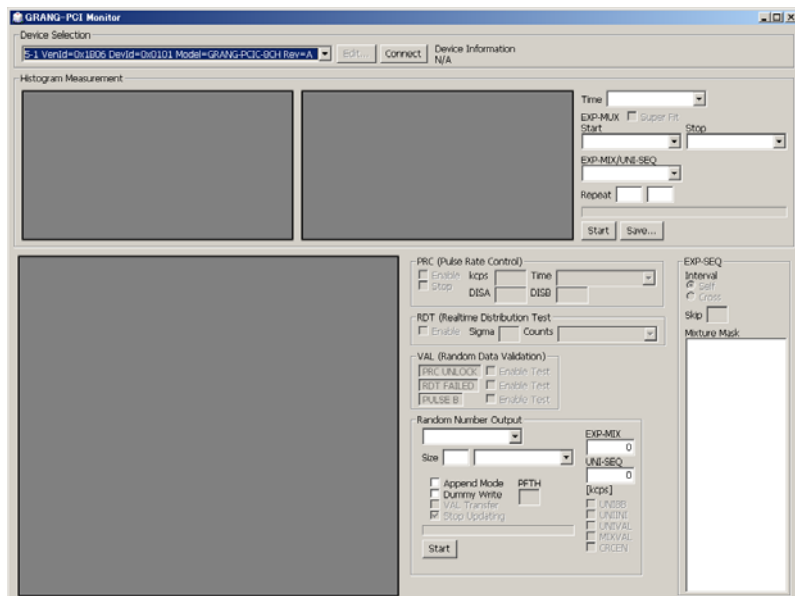 GRANG-PCI Monitor
Device Selection
5-1 VenId=0x1B06 DevId=0x0101 Model=GRANG-PCIC-8CH Rev=A
Edit...
Connect
Device Information
N/A
Histogram Measurement
Time
EXP-MUX
Super Fit
Start
Stop
EXP-MIX/UNI-SEQ
Repeat
Start
Save...
PRC (Pulse Rate Control)
Enable kcps Time
Stop DISA DISB
RDT (Realtime Distribution Test
Enable Sigma Counts
VAL (Random Data Validation)
PRC UNLOCK Enable Test
RDT FAILED Enable Test
PULSE B Enable Test
Random Number Output
Size
Append Mode PFTH
Dummy Write
VAL Transfer
Stop Updating
Start
EXP-MIX
0
UNI-SEQ
0
[kcps]
UNIBB
UNIINI
UNIVAL
MIXVAL
CRCEN
EXP-SEQ
Interval
Self
Cross
Skip
Mixture Mask